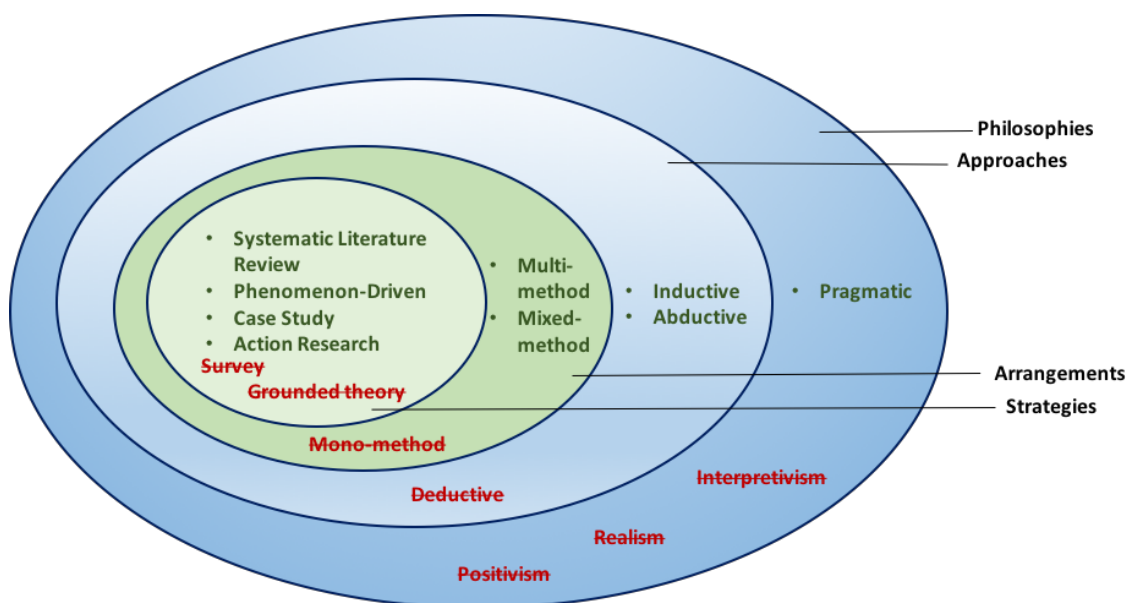 Philosophies
Approaches
• Systematic Literature
Review
• Phenomenon-Driven
• Case Study
• Action Research
Survey
Grounded theory
• Multi-
method
• Mixed-
method
• Inductive
• Abductive
• Pragmatic
Arrangements
Strategies
Mono-method
Deductive
Interpretivism
Realism
Positivism